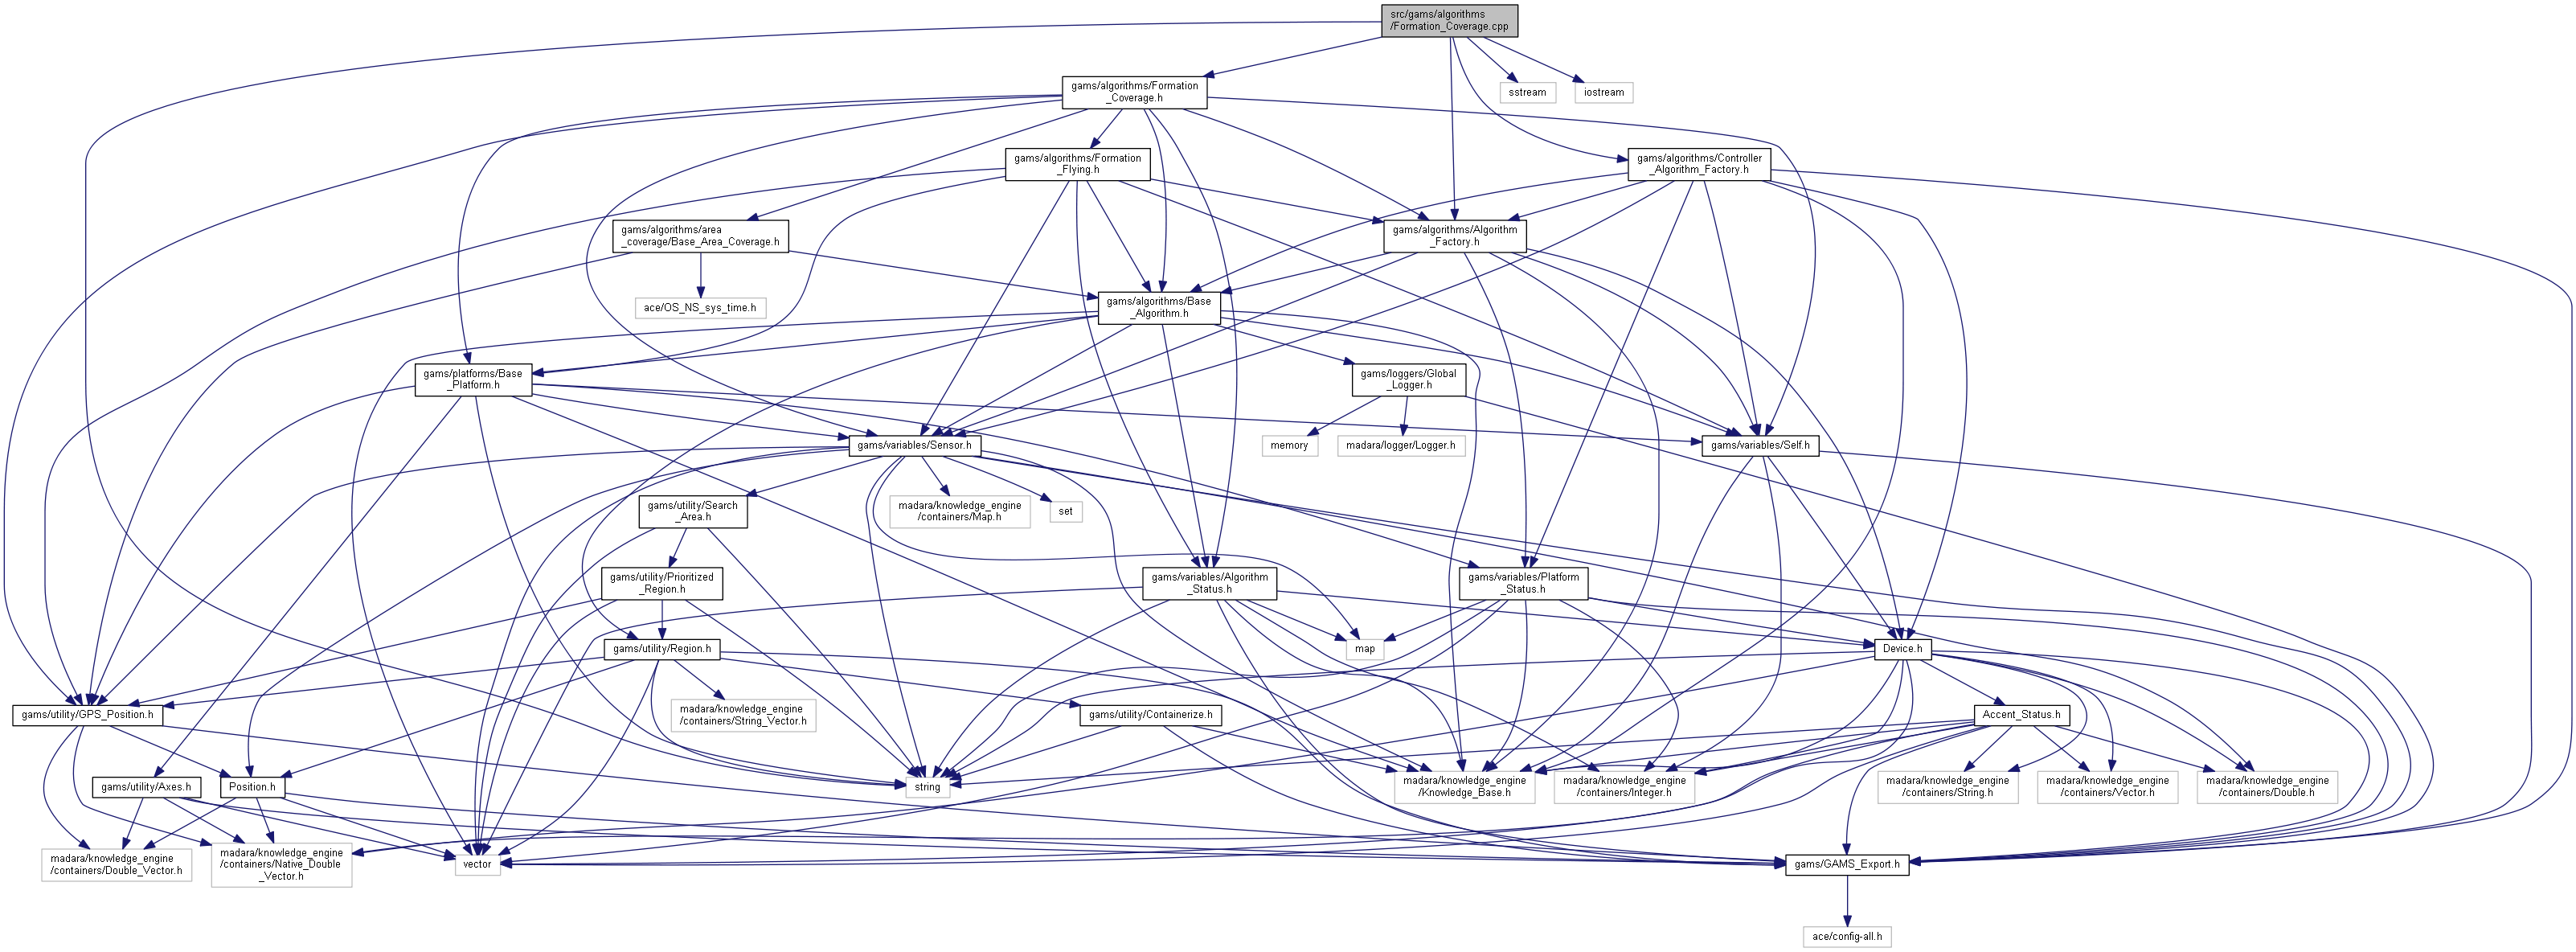 src/gams/algorithms
/Formation_Coverage.cpp
gams/algorithms/Formation
_Coverage.h
sstream
iostream
gams/algorithms/Formation
_Flying.h
gams/algorithms/Controller
_Algorithm_Factory.h
gams/algorithms/area
_coverage/Base_Area_Coverage.h
gams/algorithms/Algorithm
_Factory.h
ace/OS_NS_sys_time.h
gams/algorithms/Base
_Algorithm.h
gams/platforms/Base
_Platform.h
gams/loggers/Global
_Logger.h
gams/variables/Sensor.h
memory
madara/logger/Logger.h
gams/variables/Self.h
gams/utility/Search
_Area.h
madara/knowledge_engine
/containers/Map.h
set
gams/utility/Prioritized
_Region.h
gams/variables/Algorithm
_Status.h
gams/variables/Platform
_Status.h
gams/utility/Region.h
map
Device.h
gams/utility/GPS_Position.h
madara/knowledge_engine
/containers/String_Vector.h
gams/utility/Containerize.h
Accent_Status.h
gams/utility/Axes.h
Position.h
string
madara/knowledge_engine
/Knowledge_Base.h
madara/knowledge_engine
/containers/Integer.h
madara/knowledge_engine
/containers/String.h
madara/knowledge_engine
/containers/Vector.h
madara/knowledge_engine
/containers/Double.h
madara/knowledge_engine
/containers/Double_Vector.h
madara/knowledge_engine
/containers/Native_Double
_Vector.h
vector
gams/GAMS_Export.h
ace/config-all.h